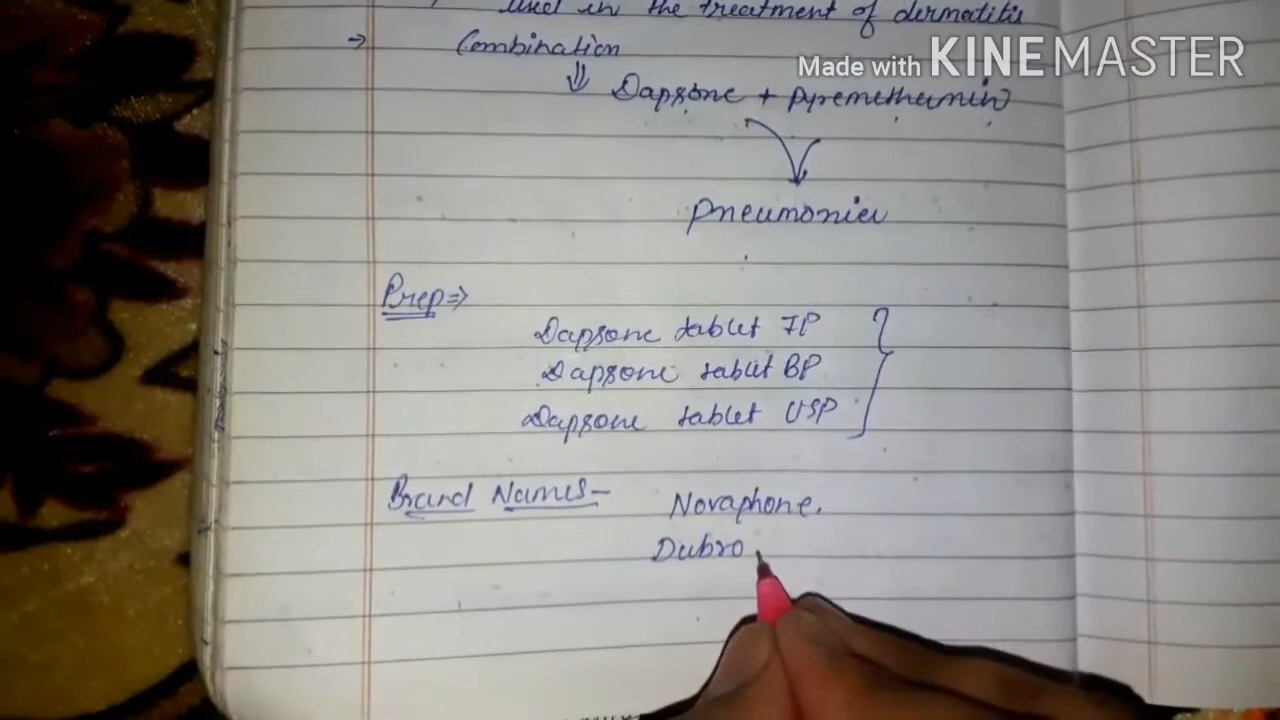 used in the treatment of dermatitis
→ Combination
Made with KINEMASTER
⇓ Dapsone + pyremethamin
Pneumonia
Prep⇒
Dapsone tablet IP
Dapsone tablet BP
Dapsone tablet USP
Brand Names- Novaphone.
Dubro